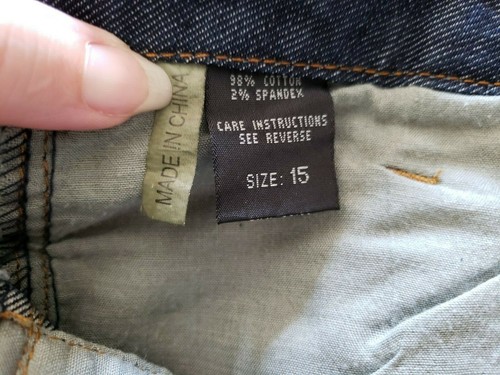 MADE IN CHINA
98% COTTON
2% SPANDEX
CARE INSTRUCTIONS
SEE REVERSE
SIZE: 15